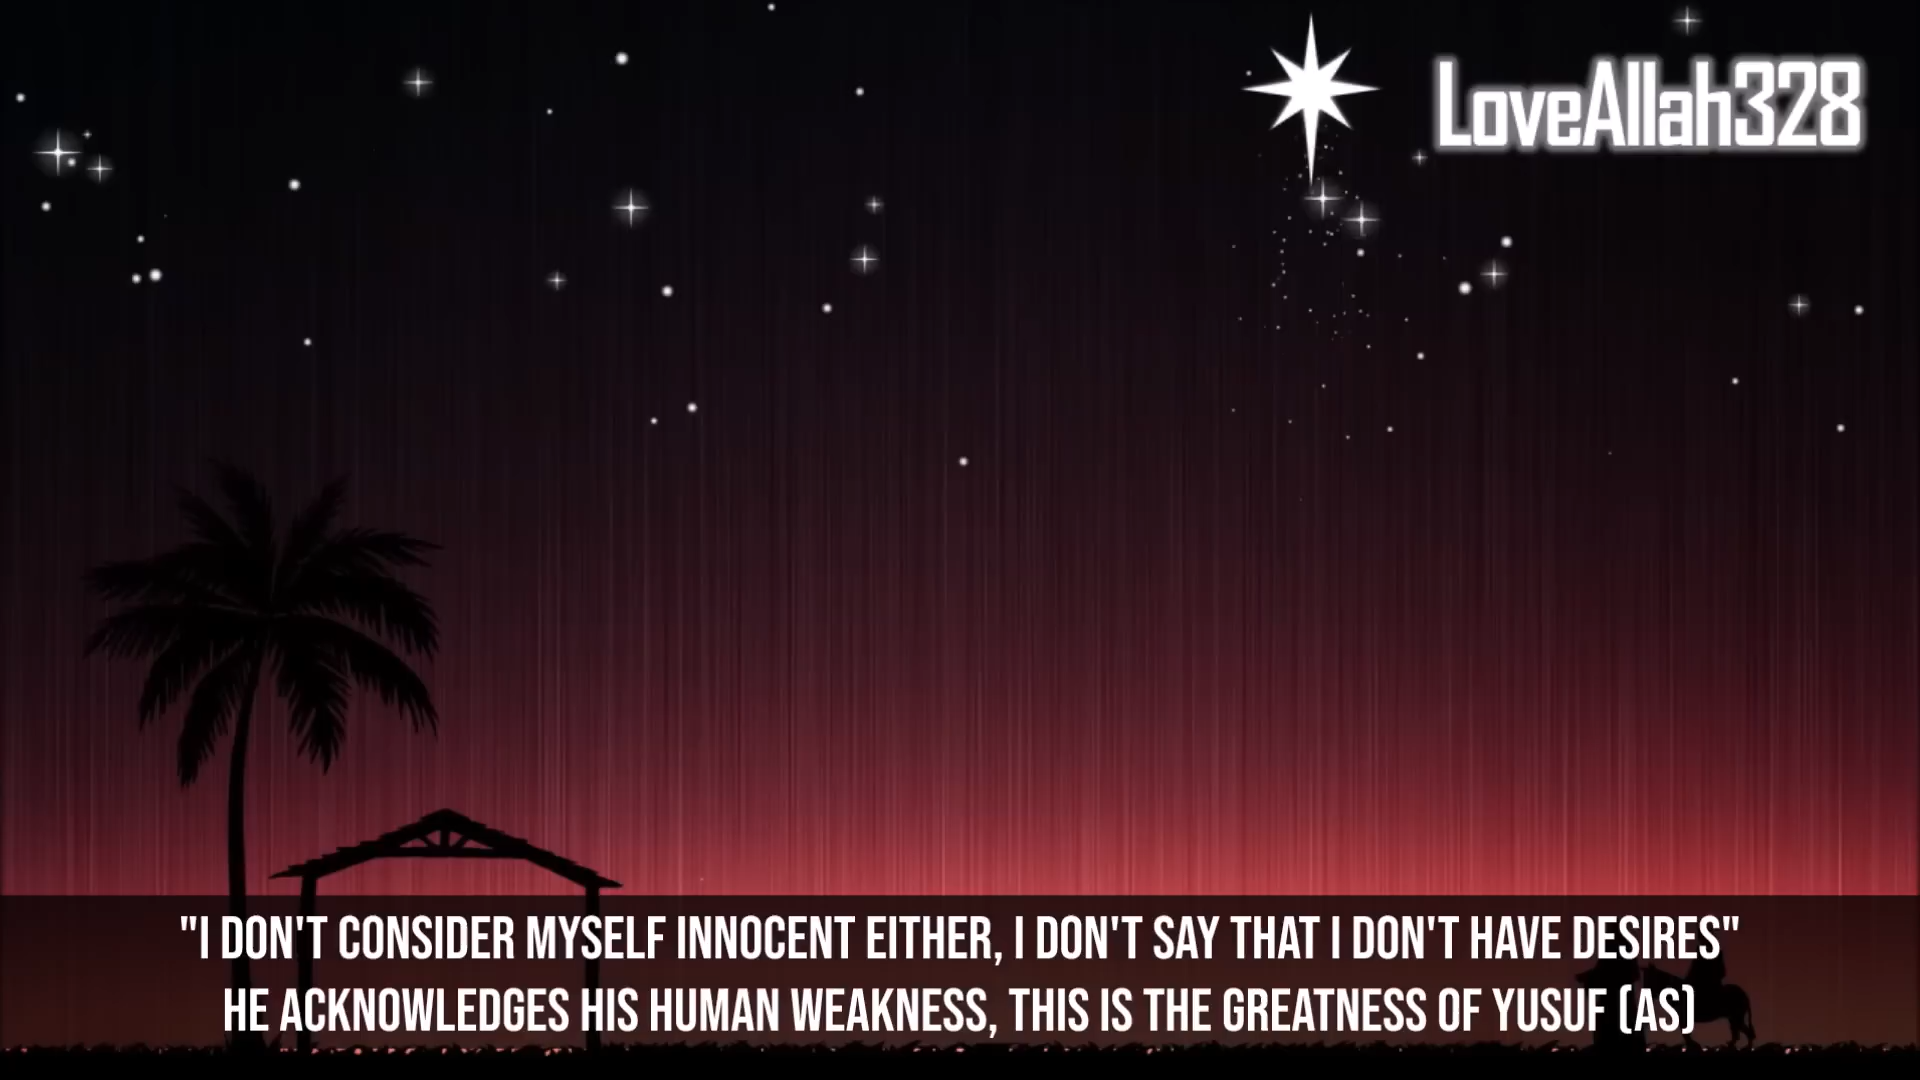 LoveAllah328
"I DON'T CONSIDER MYSELF INNOCENT EITHER, I DON'T SAY THAT I DON'T HAVE DESIRES"
HE ACKNOWLEDGES HIS HUMAN WEAKNESS, THIS IS THE GREATNESS OF YUSUF (AS)